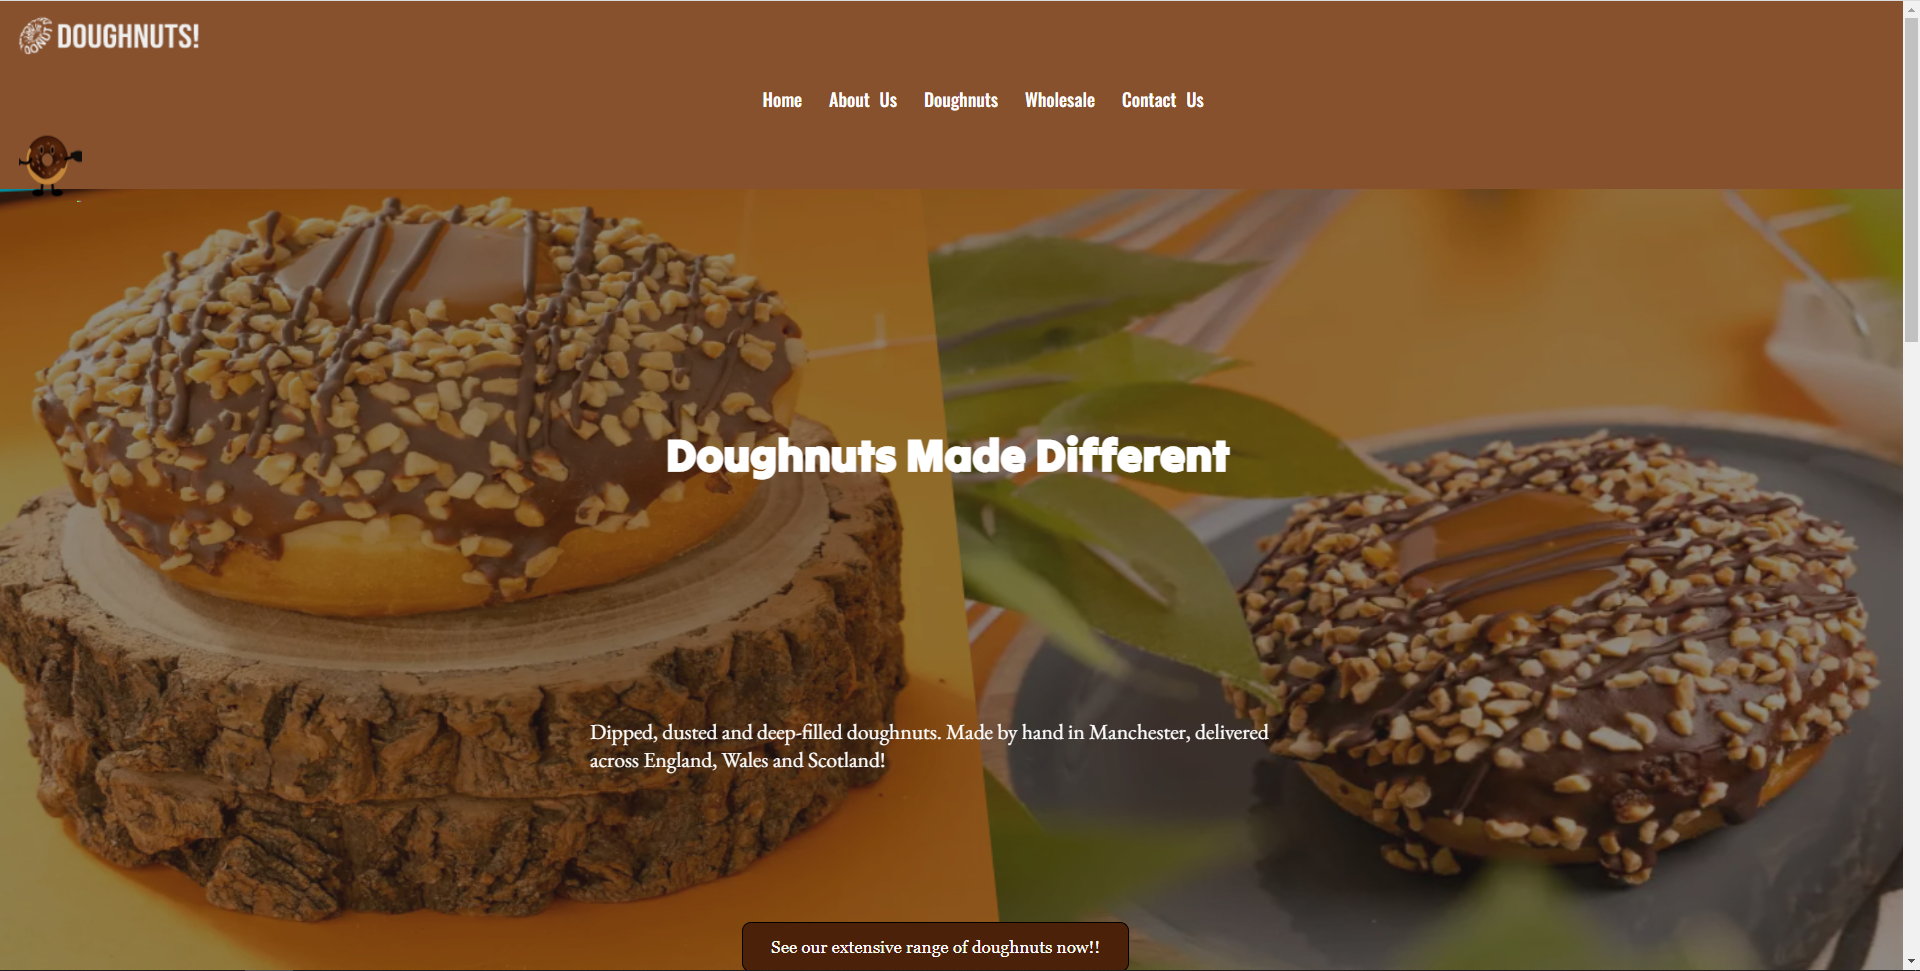 DONUT
DOUGHNUTS!
Home About Us Doughnuts Wholesale Contact Us
Doughnuts Made Different
Dipped, dusted and deep-filled doughnuts. Made by hand in Manchester, delivered
across England, Wales and Scotland!
See our extensive range of doughnuts now!!